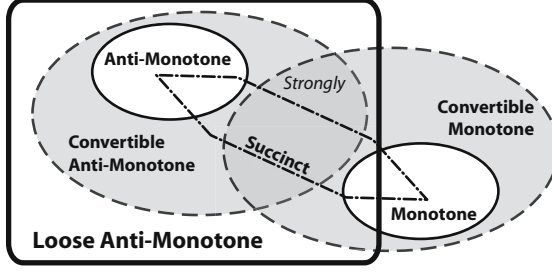 Anti-Monotone
Strongly
Convertible
Monotone
Convertible
Anti-Monotone
Succinct
Monotone
Loose Anti-Monotone